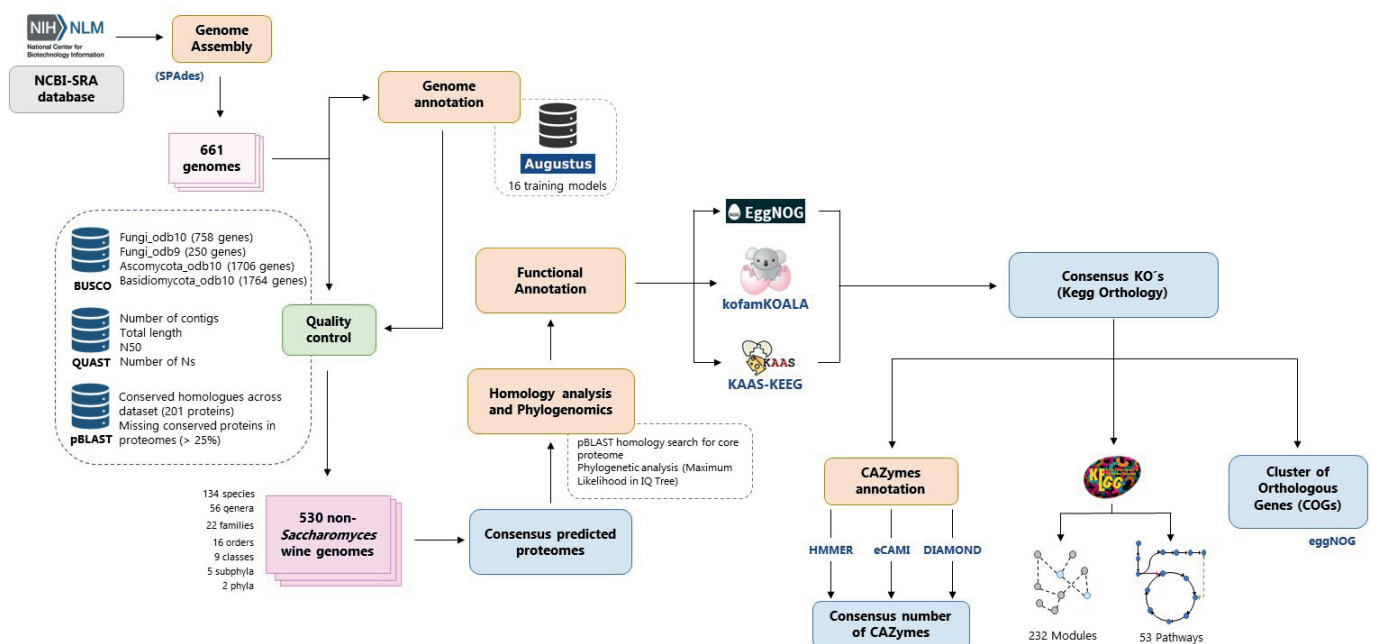 NIH NLM
National Center for
Biotechnology Information
NCBI-SRA
database
Genome
Assembly
(SPAdes)
661
genomes
Genome
annotation
Augustus
16 training models
Fungi_odb10 (758 genes)
Fungi_odb9 (250 genes)
Ascomycota_odb10 (1706 genes)
Basidiomycota_odb10 (1764 genes)
BUSCO
Number of contigs
Total length
N50
Number of Ns
QUAST
Conserved homologues across
dataset (201 proteins)
Missing conserved proteins in
proteomes (> 25%)
pBLAST
Quality
control
134 species
56 genera
22 families
16 orders
9 classes
5 subphyla
2 phyla
530 non-
Saccharomyces
wine genomes
Consensus predicted
proteomes
Homology analysis
and Phylogenomics
pBLAST homology search for core
proteome
Phylogenetic analysis (Maximum
Likelihood in IQ Tree)
Functional
Annotation
NOG
EggNOG
kofamKOALA
KAAS
KAAS-KEEG
Consensus KO´s
(Kegg Orthology)
CAZymes
annotation
HMMER
eCAMI
DIAMOND
Consensus number
of CAZymes
KEGG
232 Modules
53 Pathways
Cluster of
Orthologous
Genes (COGs)
eggNOG